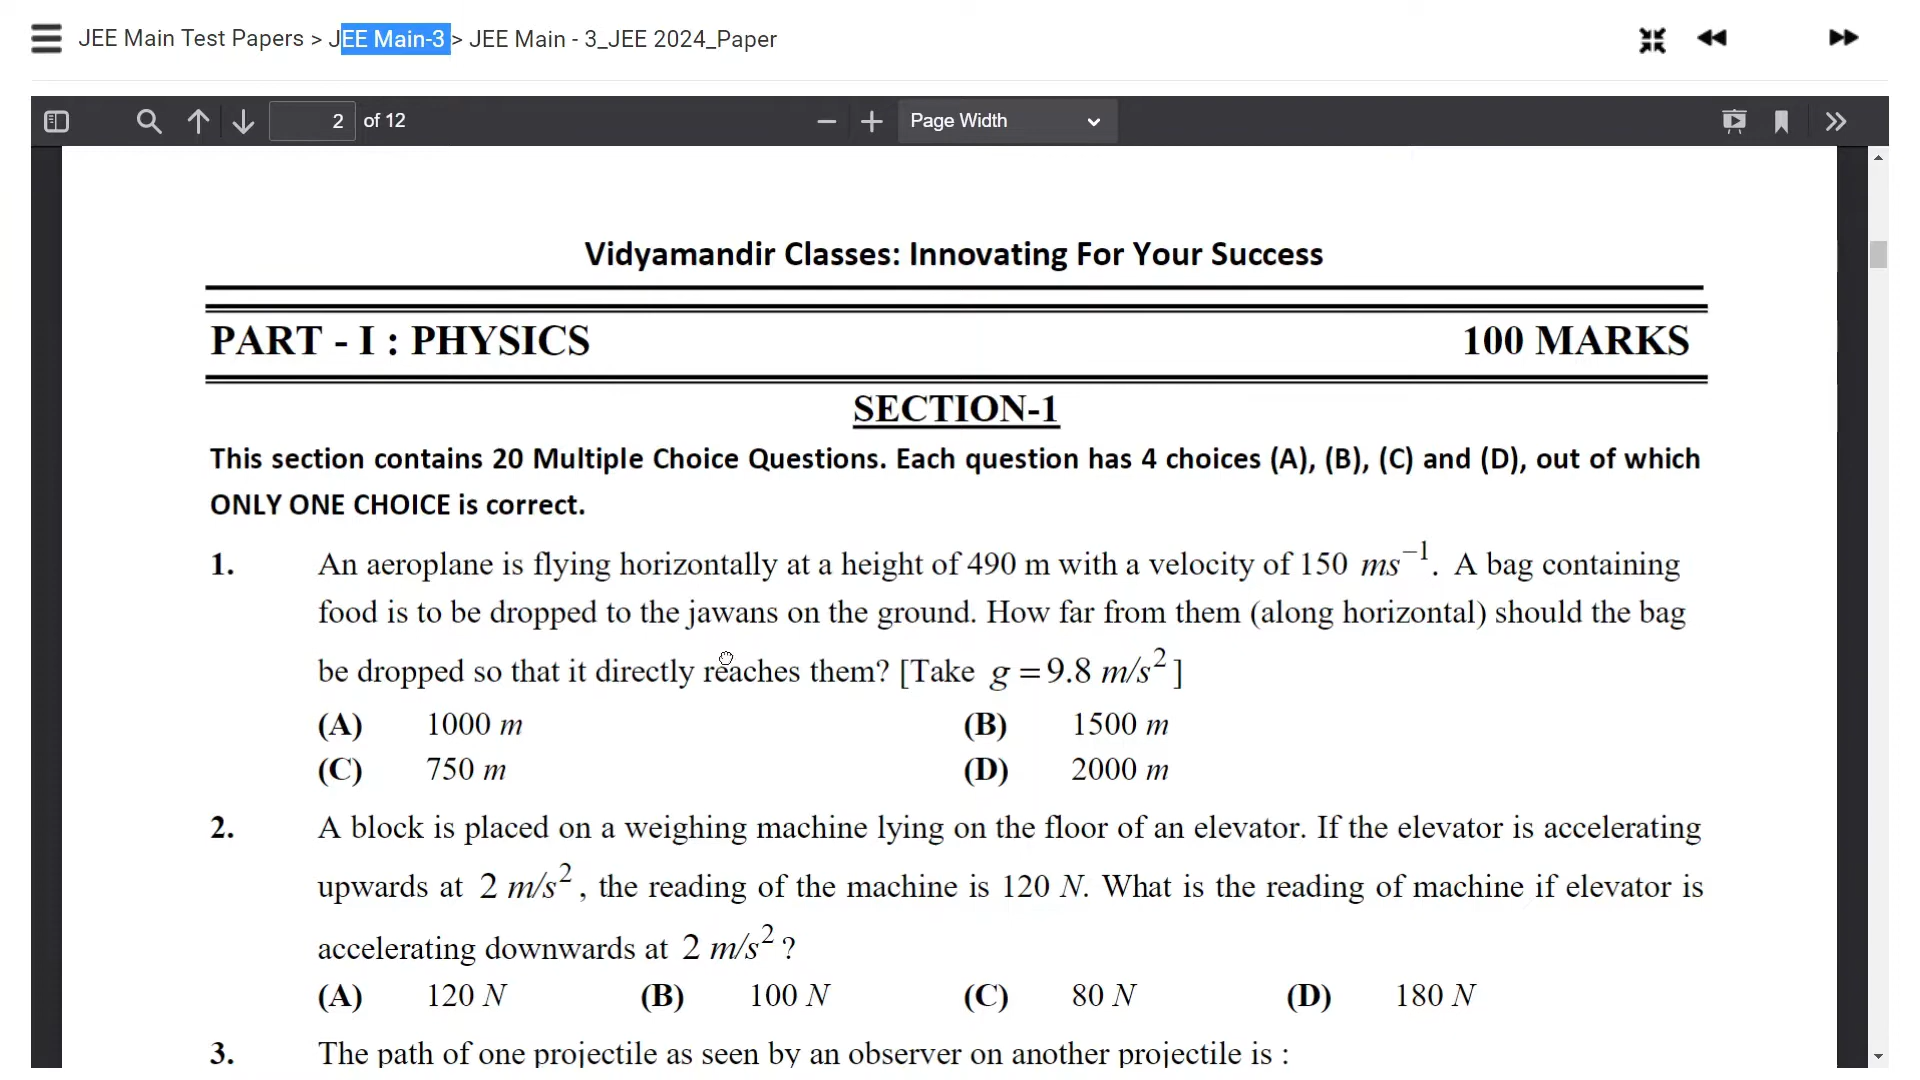 JEE Main Test Papers > JEE Main-3 > JEE Main - 3_JEE 2024_Paper
2 of 12 Page Width
Vidyamandir Classes: Innovating For Your Success
PART - I : PHYSICS 100 MARKS
SECTION-1
This section contains 20 Multiple Choice Questions. Each question has 4 choices (A), (B), (C) and (D), out of which
ONLY ONE CHOICE is correct.
1. An aeroplane is flying horizontally at a height of 490 m with a velocity of 150 ms⁻¹. A bag containing
food is to be dropped to the jawans on the ground. How far from them (along horizontal) should the bag
be dropped so that it directly reaches them? [Take g = 9.8 m/s²]
(A) 1000 m (B) 1500 m
(C) 750 m (D) 2000 m
2. A block is placed on a weighing machine lying on the floor of an elevator. If the elevator is accelerating
upwards at 2 m/s², the reading of the machine is 120 N. What is the reading of machine if elevator is
accelerating downwards at 2 m/s²?
(A) 120 N (B) 100 N (C) 80 N (D) 180 N
3. The path of one projectile as seen by an observer on another projectile is :